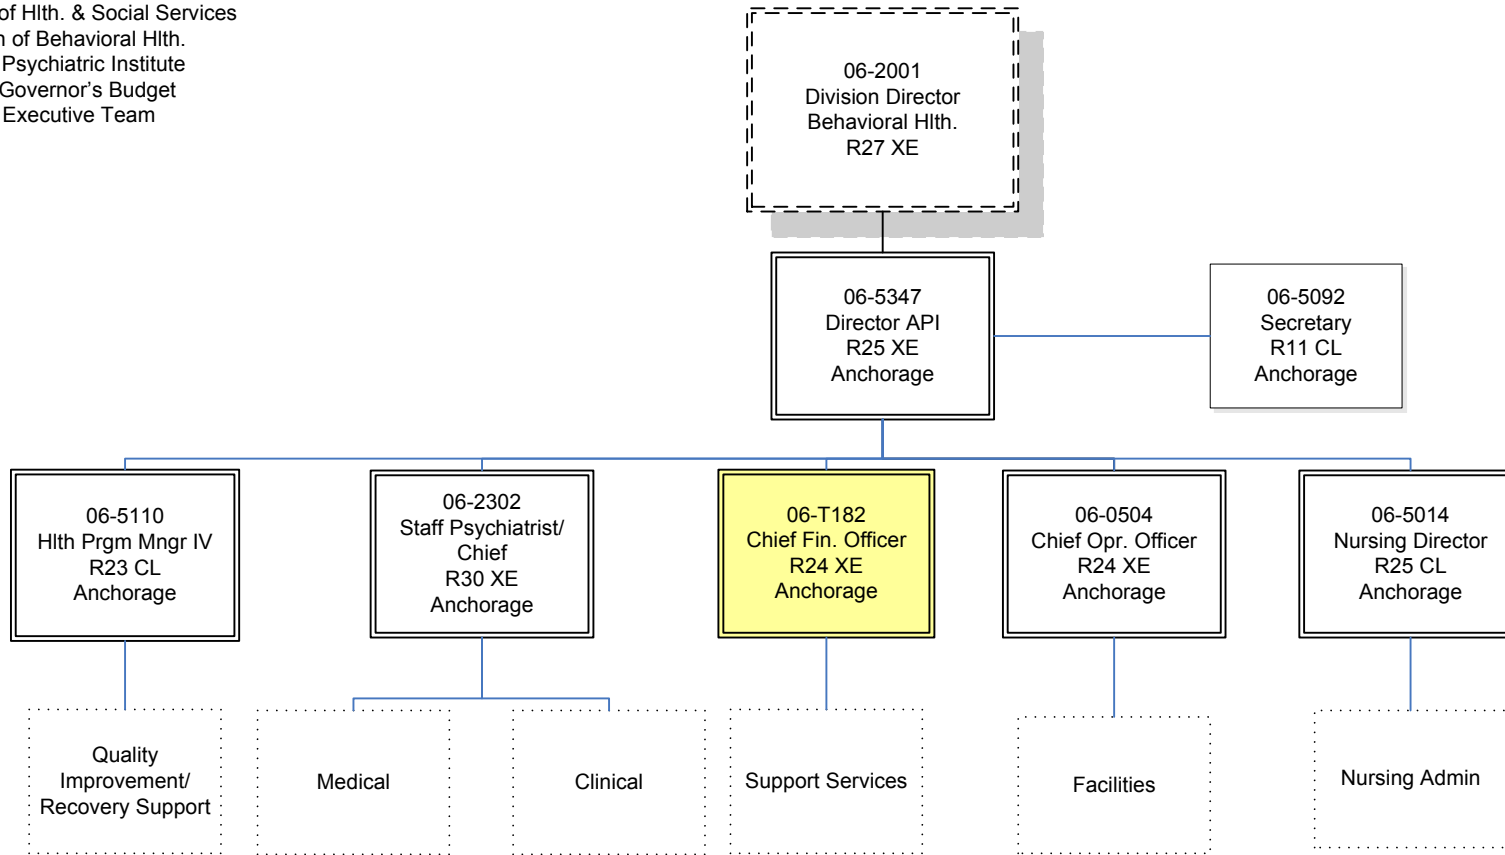 of Hlth. & Social Services
of Behavioral Hlth.
Psychiatric Institute
Governor's Budget
Executive Team
06-2001
Division Director
Behavioral Hlth.
R27 XE
06-5347
Director API
R25 XE
Anchorage
06-5092
Secretary
R11 CL
Anchorage
06-5110
Hlth Prgm Mngr IV
R23 CL
Anchorage
06-2302
Staff Psychiatrist/
Chief
R30 XE
Anchorage
06-T182
Chief Fin. Officer
R24 XE
Anchorage
06-0504
Chief Opr. Officer
R24 XE
Anchorage
06-5014
Nursing Director
R25 CL
Anchorage
Quality
Improvement/
Recovery Support
Medical
Clinical
Support Services
Facilities
Nursing Admin